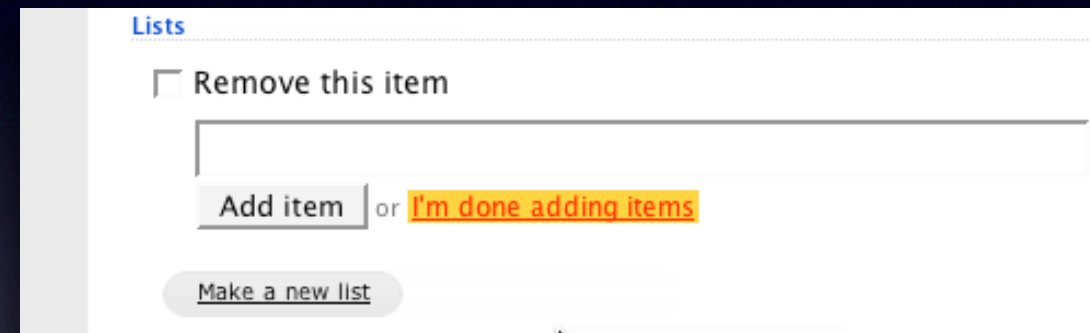 Lists
Remove this item
Add item or I'm done adding items
Make a new list